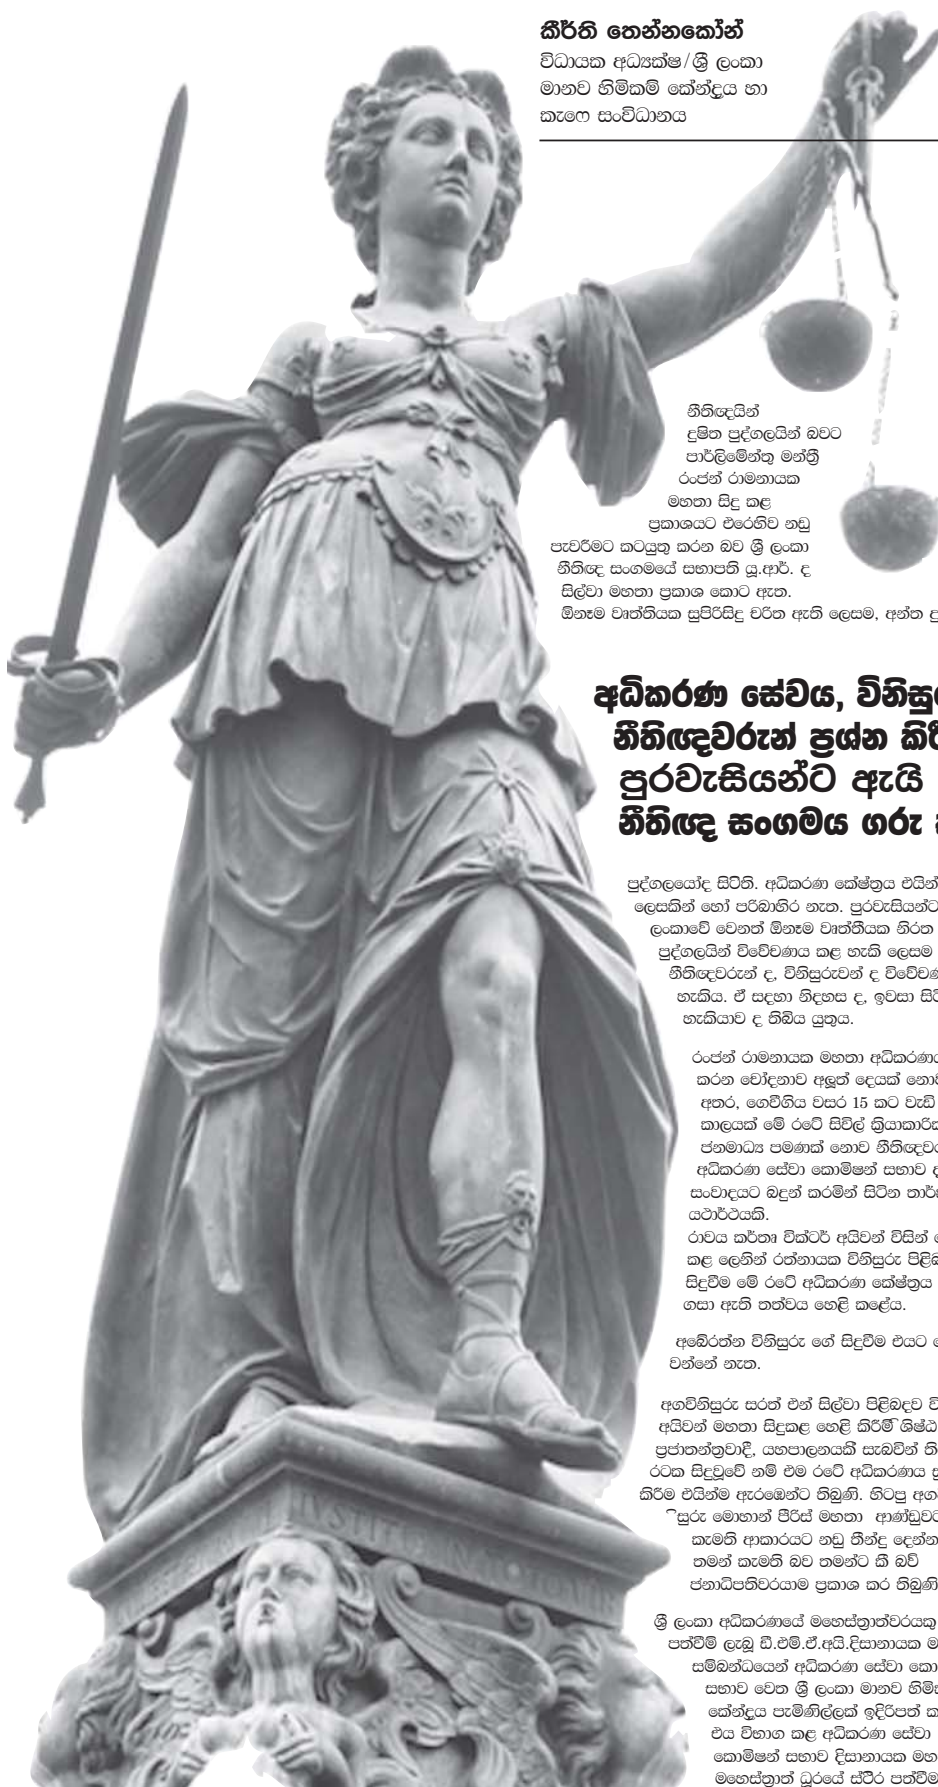 කීර්ති තෙන්නකෝන්
විධායක අධ්‍යක්ෂ/ශ්‍රී ලංකා
මානව හිමිකම් කේන්ද්‍රය හා
කැෆෙ සංවිධානය
නීතිඥයින්
දූෂිත පුද්ගලයින් බවට
පාර්ලිමේන්තු මන්ත්‍රී
රංජන් රාමනායක
මහතා සිදු කළ
ප්‍රකාශයට එරෙහිව නඩු
පැවරීමට කටයුතු කරන බව ශ්‍රී ලංකා
නීතිඥ සංගමයේ සභාපති යූ.ආර්. ද
සිල්වා මහතා ප්‍රකාශ කොට ඇත.
ඕනෑම වෘත්තියක සුපිරිසිදු චරිත ඇති ලෙසම, අන්ත
අධිකරණ සේවය,
නීතිඥවරුන් ප්‍රශ්න
පුරවැසියන්ට ඇයි
නීතිඥ සංගමය ගරු
පුද්ගලයෝද සිටිති. අධිකරණ කේෂ්ත්‍රය එයින්
ලෙසකින් හෝ පරිබාහිර නැත. පුරවැසියන්ට
ලංකාවේ වෙනත් ඕනෑම වෘත්තීයක නිරත
පුද්ගලයින් විවේචණය කළ හැකි ලෙසම
නීතිඥවරුන් ද, විනිසුරුවන් ද
හැකිය. ඒ සඳහා නිදහස ද, ඉවසා
හැකියාව ද තිබිය යුතුය.
රංජන් රාමනායක මහතා
කරන චෝදනාව අලුත් දෙයක්
අතර, ගෙවීගිය වසර 15 කට වැඩි
කාලයක් මේ රටේ සිවිල්
ජනමාධ්‍ය පමණක් නොව
අධිකරණ සේවා කොමිෂන් සභාව ද
සංවාදයට බඳුන් කරමින් සිටින
යථාර්ථයකි.
රාවය කර්තෘ වික්ටර් අයිවන් විසින්
කළ ලෙනින් රත්නායක විනිසුරු
සිදුවීම මේ රටේ අධිකරණ කේෂ්ත්‍රය
ගසා ඇති තත්වය හෙළි කළේය.
අබේරත්න විනිසුරු ගේ සිදුවීම එයට
වන්නේ නැත.
අගවිනිසුරු සරත් එන් සිල්වා පිළිබඳව
අයිවන් මහතා සිදුකළ හෙළි කිරීම් ශිෂ්ඨ
ප්‍රජාතන්ත්‍රවාදී, යහපාලනයකි සැබවින්
රටක සිදුවූවේ නම් එම රටේ අධිකරණය
කිරීම එයින්ම ඇරඹෙන්ට තිබුණි. හිටපු
ිසුරු මොහාන් පීරිස් මහතා
කැමති ආකාරයට නඩු තීන්දු දෙන්න
තමන් කැමති බව තමන්ට කී බව්
ජනාධිපතිවරයාම ප්‍රකාශ කර තිබුණි
ශ්‍රී ලංකා අධිකරණයේ මහෙස්ත්‍රාත්වරයකු
පත්වීම් ලැබූ ඩී.එම්.ඒ.අයි.දිසානායක
සම්බන්ධයෙන් අධිකරණ සේවා
සභාව වෙත ශ්‍රී ලංකා මානව
කේන්ද්‍රය පැමිණිල්ලක් ඉදිරිපත්
එය විභාග කළ අධිකරණ සේවා
කොමිෂන් සභාව දිසානායක
මහෙස්ත්‍රාත් ධූරයේ ස්ථිර